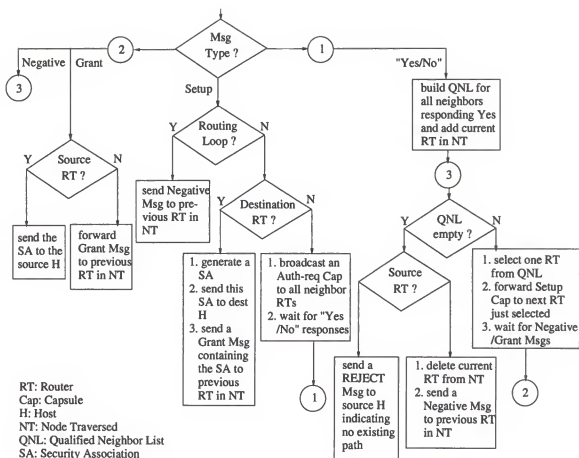 Msg
Type ?
2
1
Negative
Grant
3
"Yes/No"
Setup
build QNL for
all neighbors
responding Yes
and add current
RT in NT
3
Source
RT ?
Y
N
send the
SA to the
source H
forward
Grant Msg
to previous
RT in NT
Routing
Loop ?
Y
N
send Negative
Msg to pre-
vious RT in
NT
Destination
RT ?
Y
N
1. generate a
SA
2. send this
SA to dest
H
3. send a
Grant Msg
containing
the SA to
previous
RT in NT
1. broadcast an
Auth-req Cap
to all neighbor
RTs
2. wait for "Yes
/No" responses
1
QNL
empty ?
Y
N
Source
RT ?
Y
N
send a
REJECT
Msg to
source H
indicating
no existing
path
1. delete current
RT from NT
2. send a
Negative Msg
to previous RT
in NT
1. select one RT
from QNL
2. forward Setup
Cap to next RT
just selected
3. wait for Negative
/Grant Msgs
2
RT: Router
Cap: Capsule
H: Host
NT: Node Traversed
QNL: Qualified Neighbor List
SA: Security Association